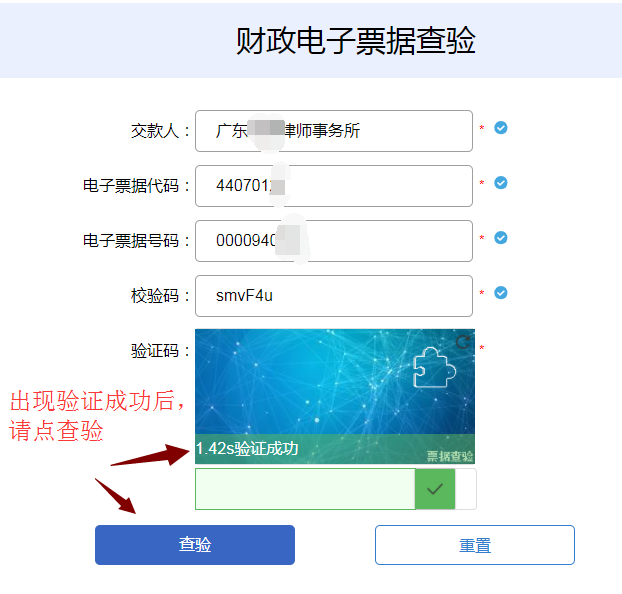 财政电子票据查验
交款人：
广东 律师事务所 *
电子票据代码：
440701 *
电子票据号码：
0000940 *
校验码：
smvF4u *
验证码：
*
出现验证成功后，
请点查验
1.42s验证成功
票据查验
查验
重置